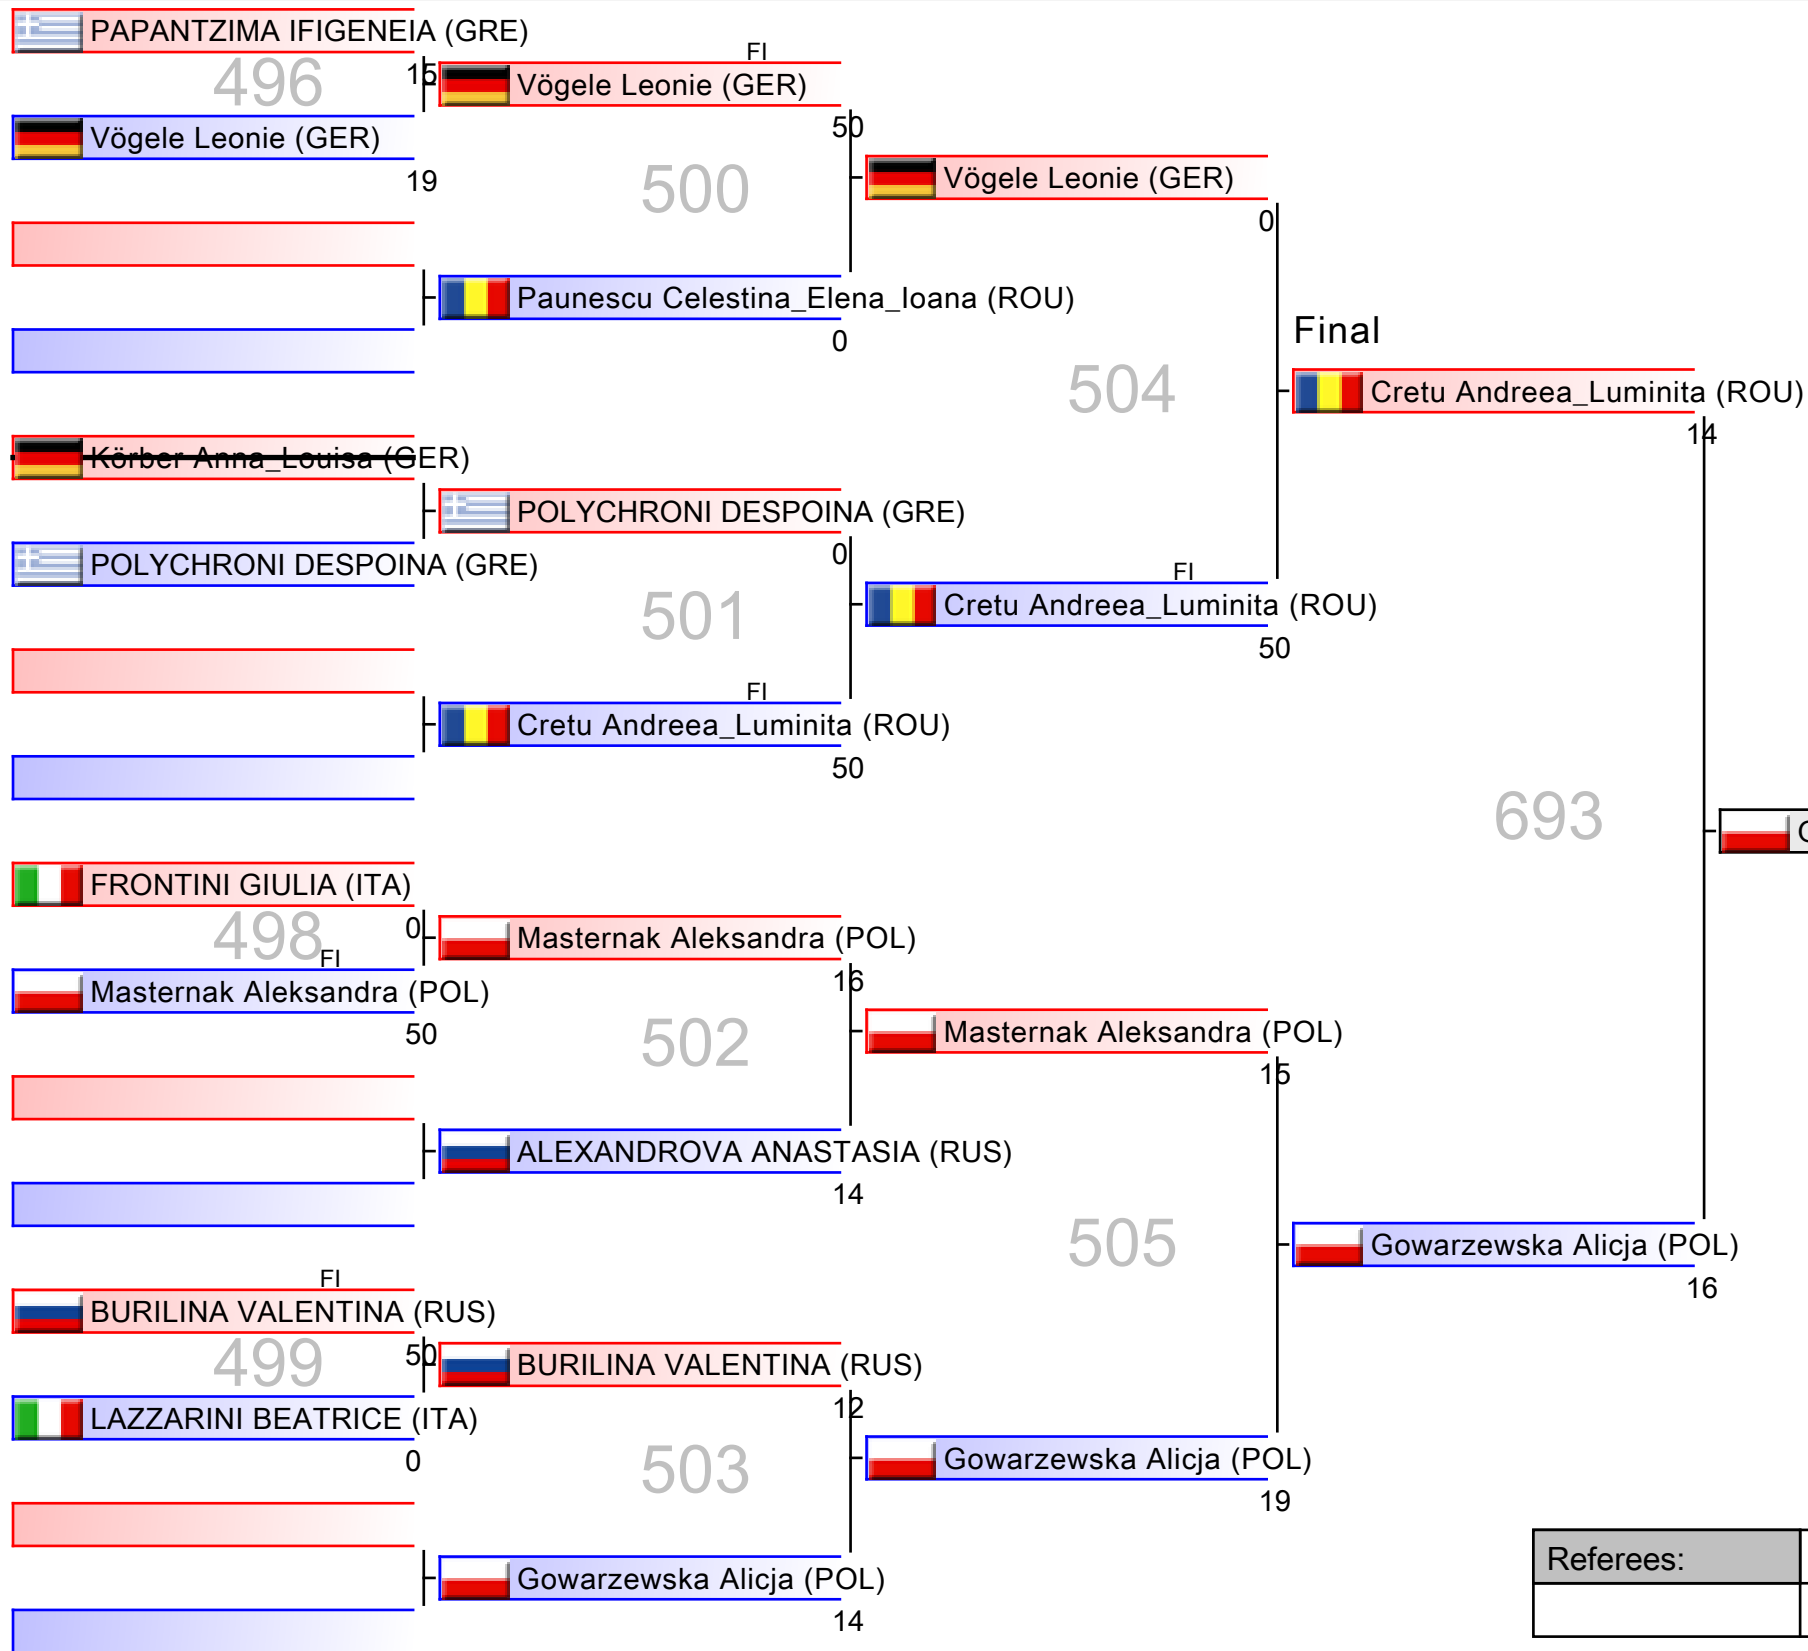 PAPANTZIMA IFIGENEIA (GRE)
496
15
Vögele Leonie (GER)
19
FI
Vögele Leonie (GER)
50
500
Paunescu Celestina_Elena_Ioana (ROU)
0
Vögele Leonie (GER)
0
Körber Anna_Louisa (GER)
POLYCHRONI DESPOINA (GRE)
POLYCHRONI DESPOINA (GRE)
0
501
FI
Cretu Andreea_Luminita (ROU)
50
504
FI
Cretu Andreea_Luminita (ROU)
50
Final
Cretu Andreea_Luminita (ROU)
14
693
FRONTINI GIULIA (ITA)
498
0
FI
Masternak Aleksandra (POL)
50
Masternak Aleksandra (POL)
16
502
ALEXANDROVA ANASTASIA (RUS)
14
Masternak Aleksandra (POL)
15
505
Gowarzewska Alicja (POL)
16
FI
BURILINA VALENTINA (RUS)
499
50
LAZZARINI BEATRICE (ITA)
0
BURILINA VALENTINA (RUS)
12
503
Gowarzewska Alicja (POL)
19
Gowarzewska Alicja (POL)
14
Referees: